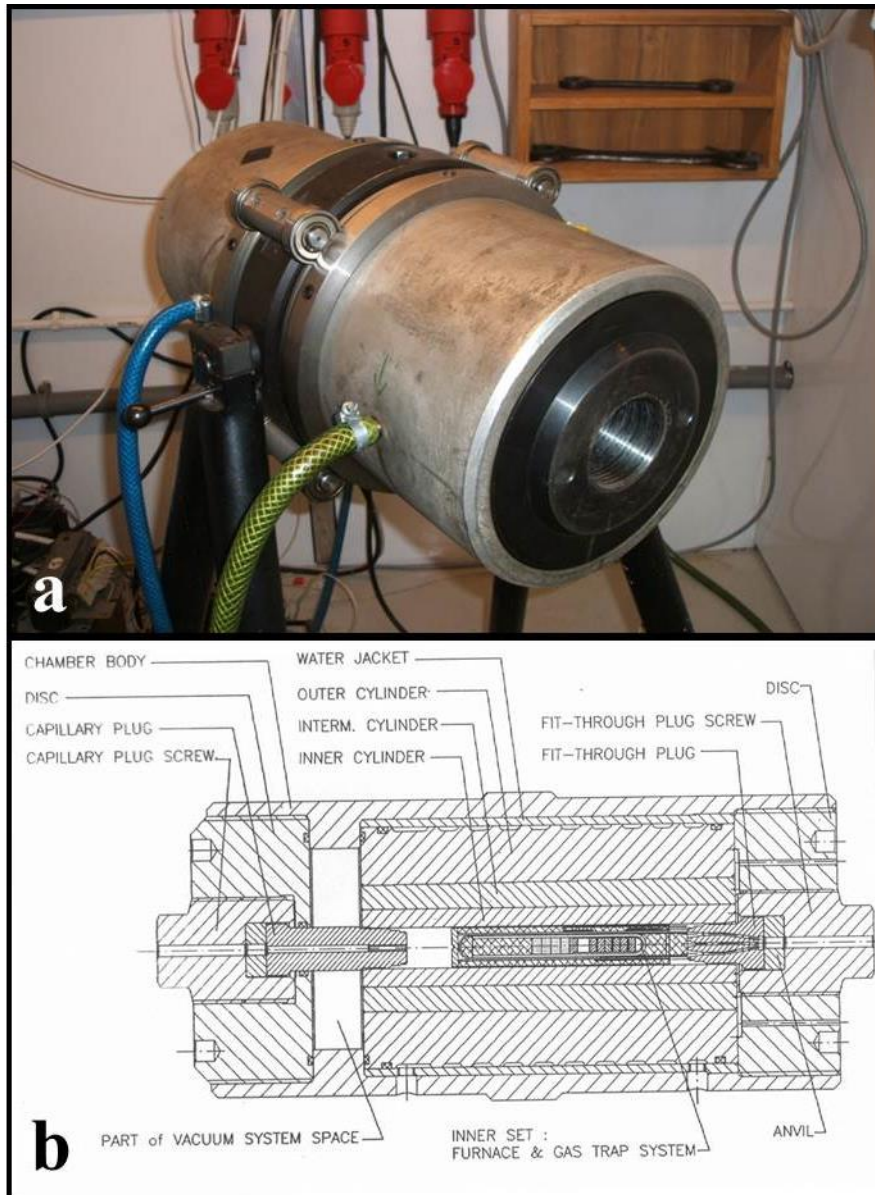 a
CHAMBER BODY
DISC
CAPILLARY PLUG
CAPILLARY PLUG SCREW
WATER JACKET
OUTER CYLINDER
INTERM. CYLINDER
INNER CYLINDER
DISC
FIT-THROUGH PLUG SCREW
FIT-THROUGH PLUG
b
PART of VACUUM SYSTEM SPACE
INNER SET :
FURNACE & GAS TRAP SYSTEM
ANVIL